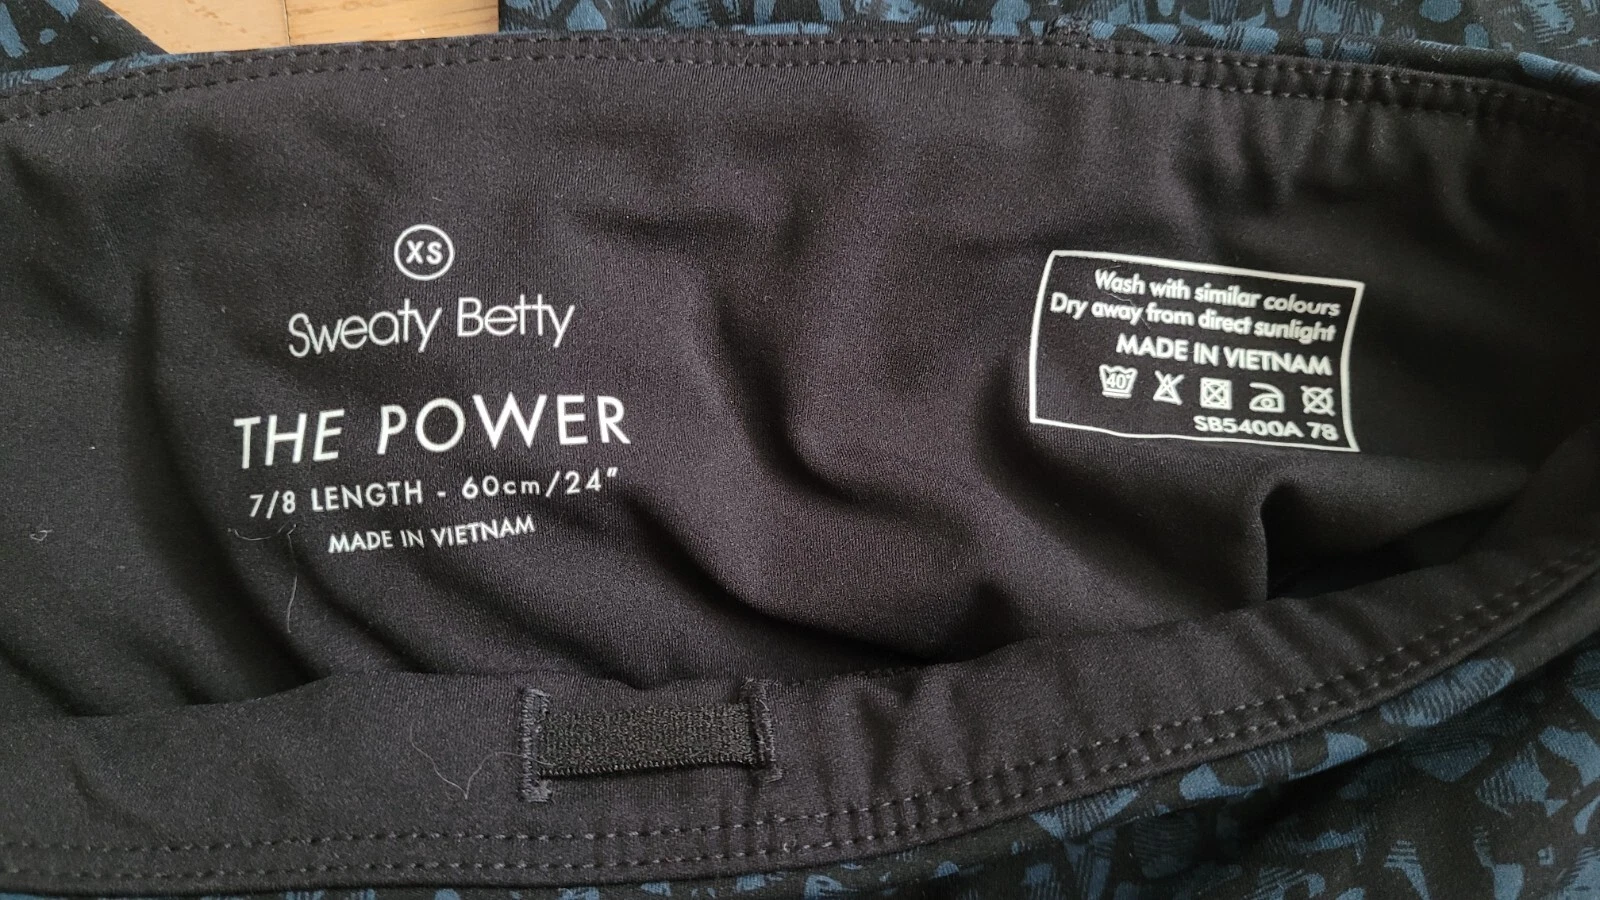 XS
Sweaty Betty
THE POWER
7/8 LENGTH - 60cm/24"
MADE IN VIETNAM
Wash with similar colours
Dry away from direct sunlight
MADE IN VIETNAM
40
SB5400A 78